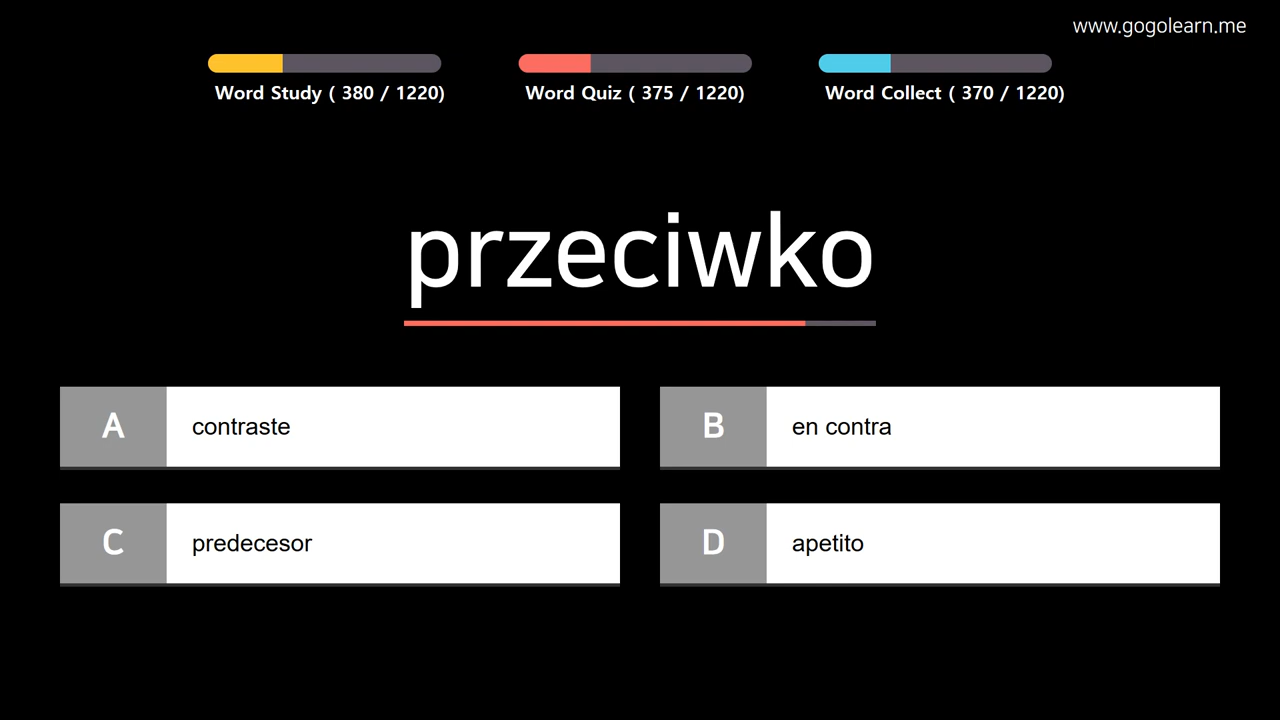 www.gogolearn.me
Word Study ( 380 / 1220)
Word Quiz ( 375 / 1220)
Word Collect ( 370 / 1220)
przeciwko
A
contraste
B
en contra
C
predecesor
D
apetito